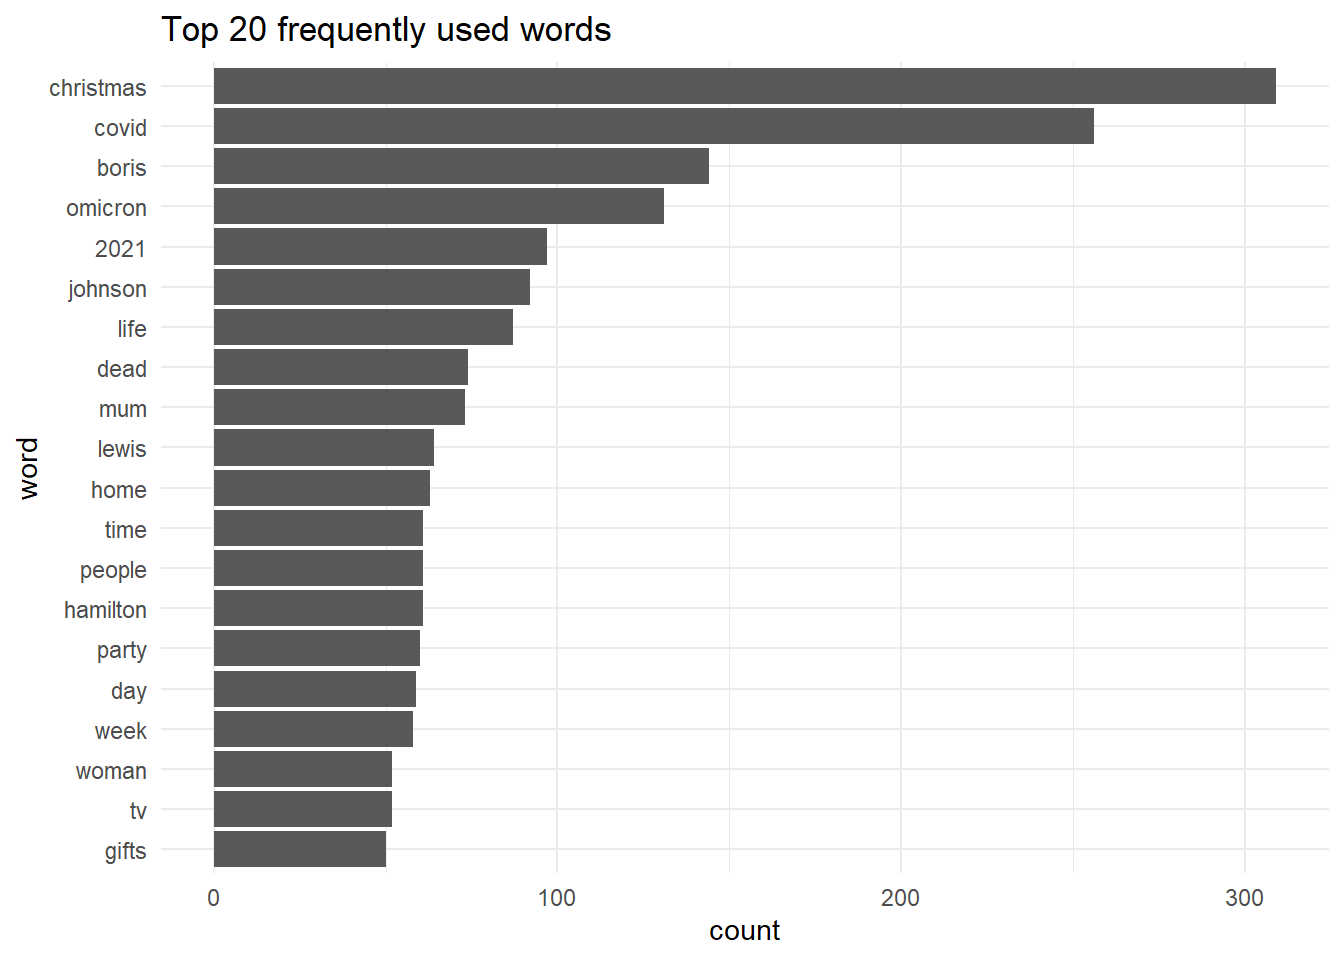 Top 20 frequently used words
christmas
covid
boris
omicron
2021
johnson
life
dead
mum
lewis
home
time
people
hamilton
party
day
week
woman
tv
gifts
word
0 100 200 300
count